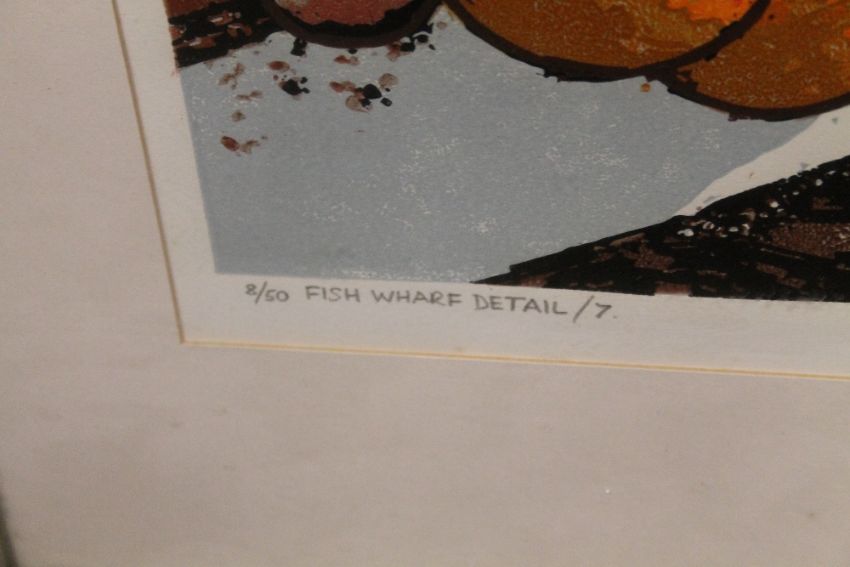 8/50 FISH WHARF DETAIL/7.